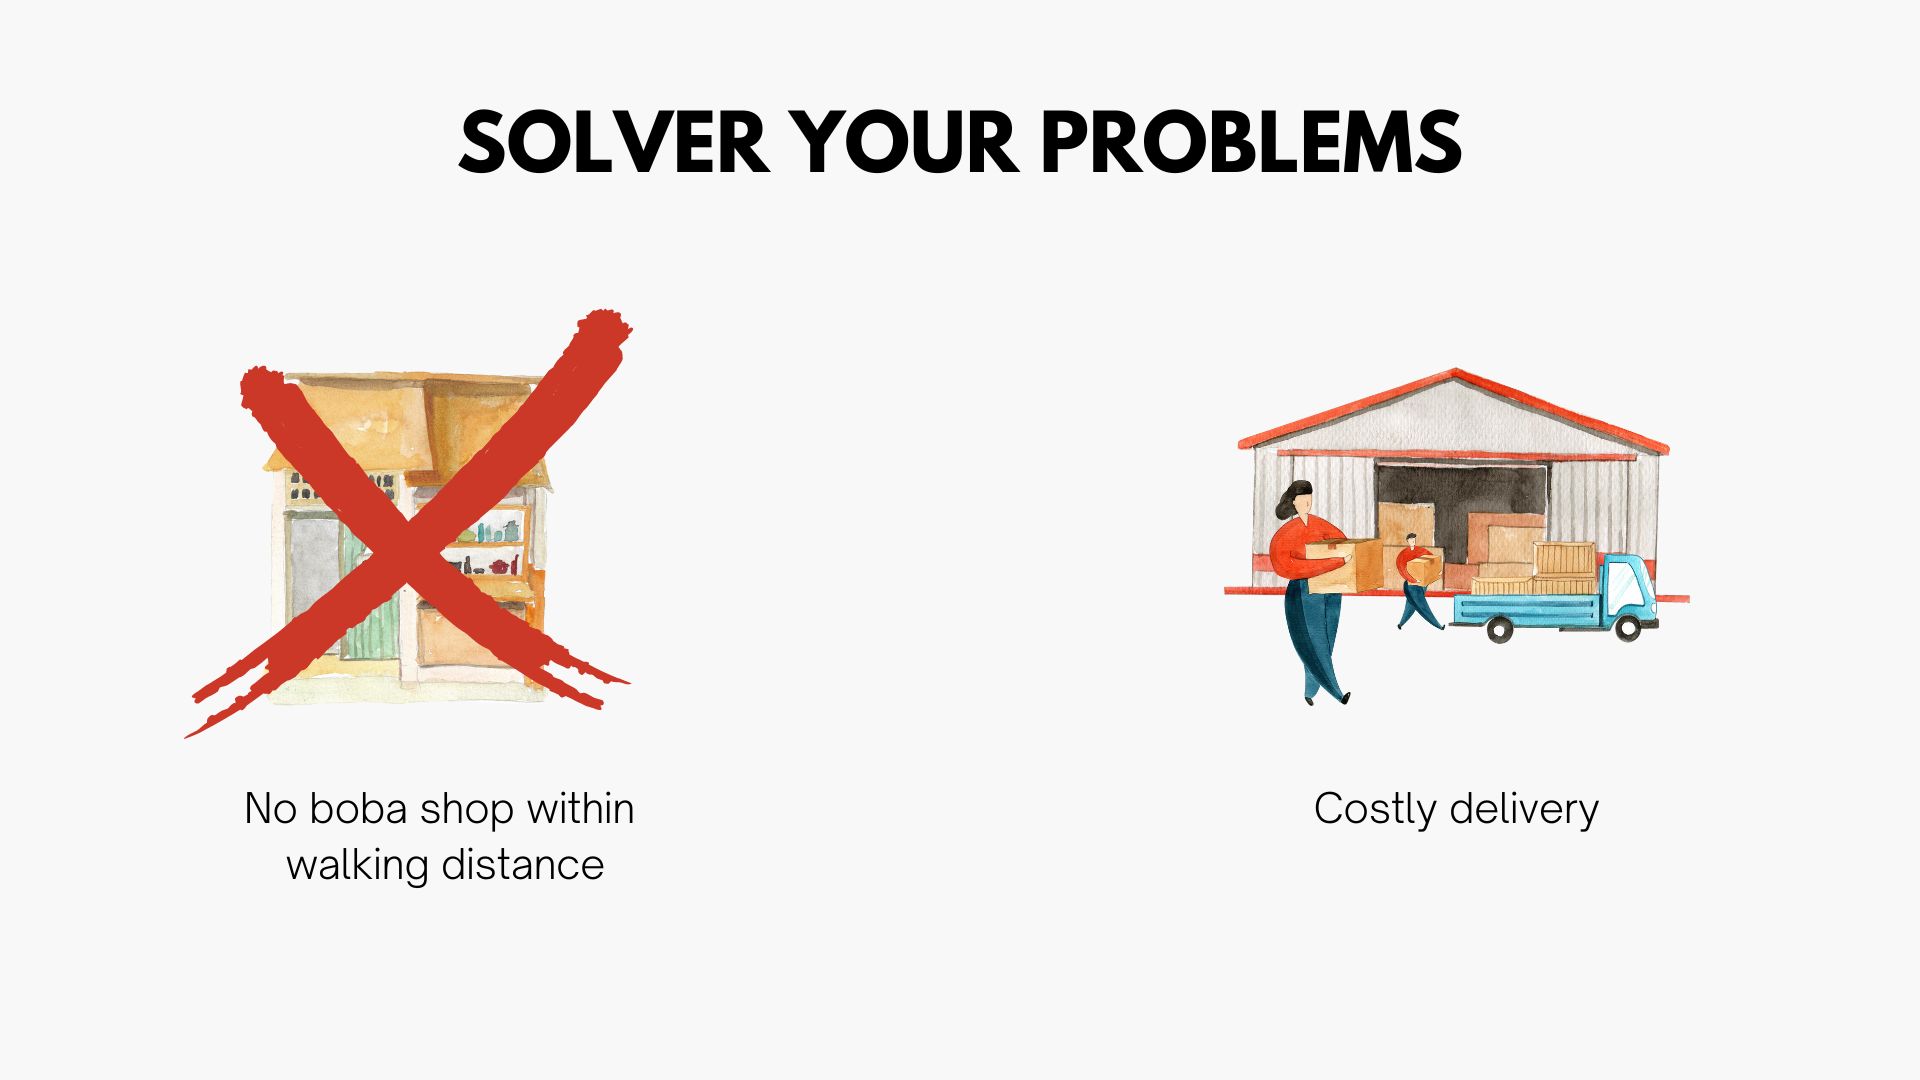 SOLVER YOUR PROBLEMS
No boba shop within
walking distance
Costly delivery